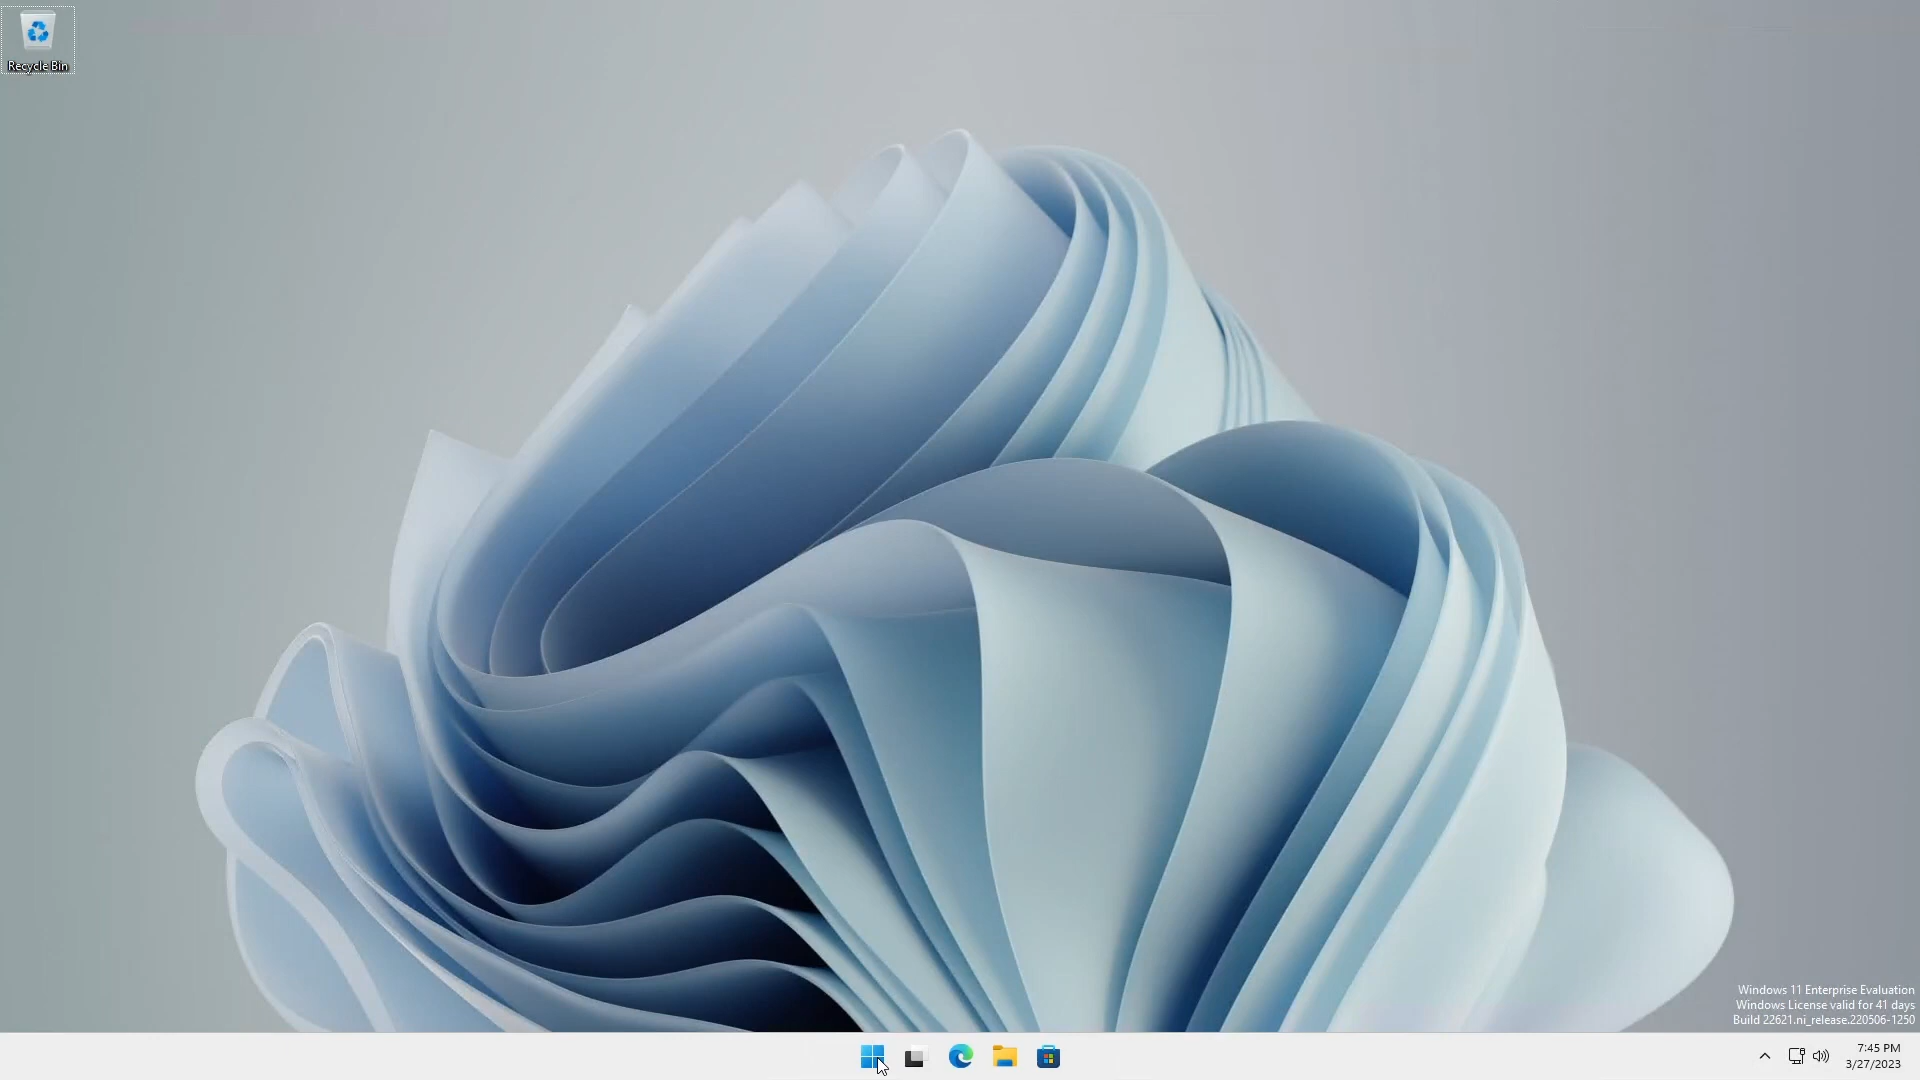 Recycle Bin
Windows 11 Enterprise Evaluation
Windows License valid for 41 days
Build 22621.ni_release.220506-1250
7:45 PM
3/27/2023